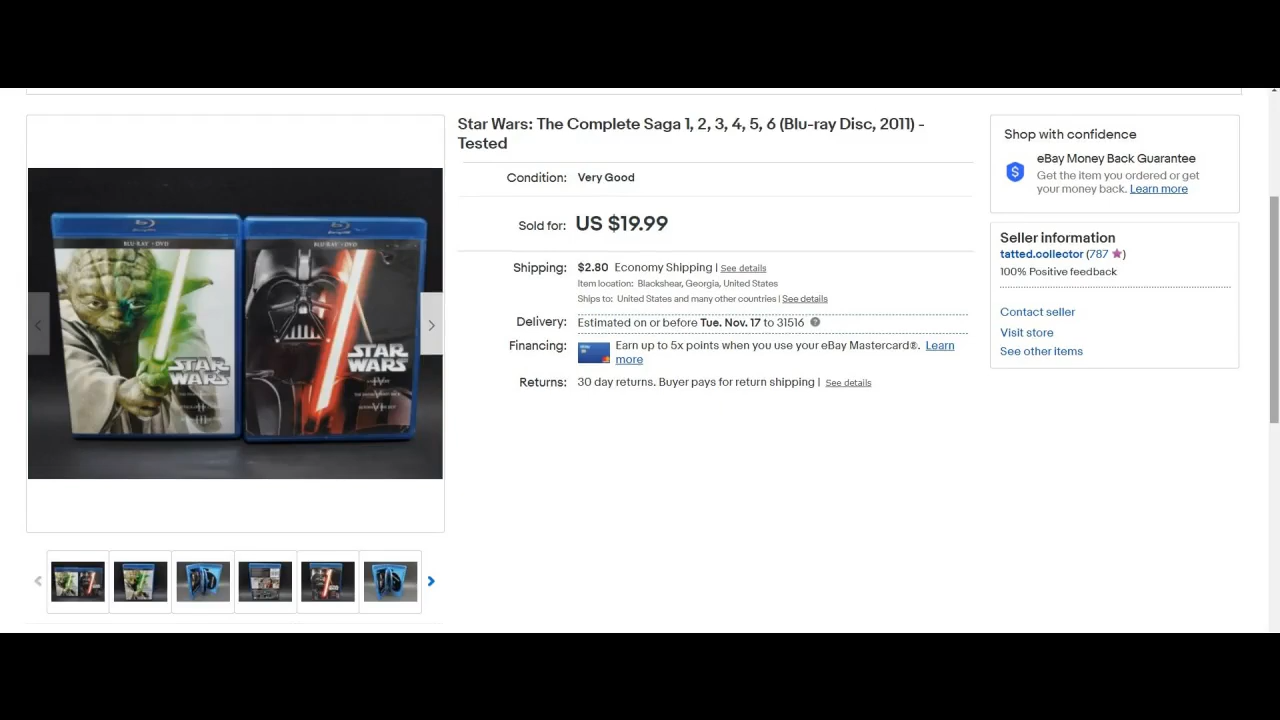 Star Wars: The Complete Saga 1, 2, 3, 4, 5, 6 (Blu-ray Disc, 2011) -
Tested
Condition: Very Good
Sold for: US $19.99
Shipping: $2.80 Economy Shipping | See details
Item location: Blackshear, Georgia, United States
Ships to: United States and many other countries | See details
Delivery: Estimated on or before Tue. Nov. 17 to 31516
Financing: Earn up to 5x points when you use your eBay Mastercard®. Learn
more
Returns: 30 day returns. Buyer pays for return shipping | See details
Shop with confidence
eBay Money Back Guarantee
Get the item you ordered or get
your money back. Learn more
Seller information
tatted.collector (787 ★)
100% Positive feedback
Contact seller
Visit store
See other items
BLU-RAY + DVD
STAR
WARS
III
BLU-RAY + DVD
STAR
WARS
IV
V